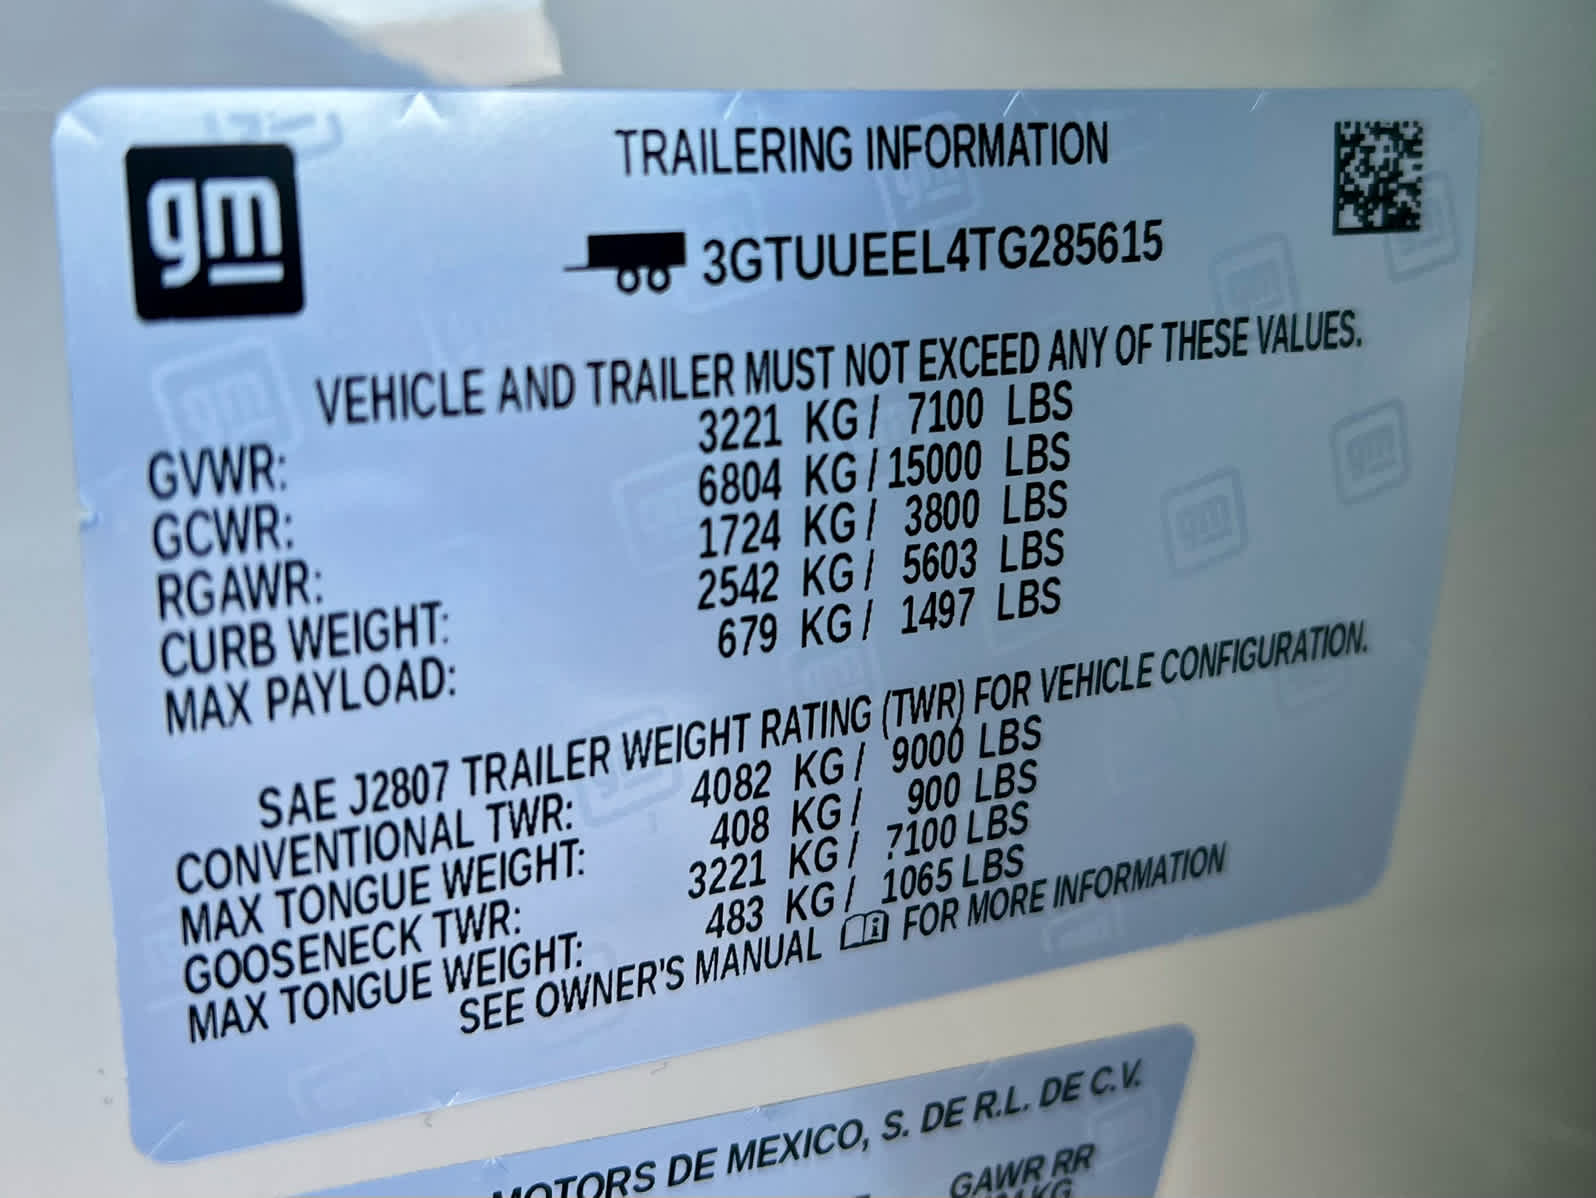 gm
TRAILERING INFORMATION
3GTUUEEL4TG285615
VEHICLE AND TRAILER MUST NOT EXCEED ANY OF THESE VALUES.
GVWR: 3221 KG / 7100 LBS
GCWR: 6804 KG / 15000 LBS
RGAWR: 1724 KG / 3800 LBS
CURB WEIGHT: 2542 KG / 5603 LBS
MAX PAYLOAD: 679 KG / 1497 LBS
SAE J2807 TRAILER WEIGHT RATING (TWR) FOR VEHICLE CONFIGURATION.
CONVENTIONAL TWR: 4082 KG / 9000 LBS
MAX TONGUE WEIGHT: 408 KG / 900 LBS
GOOSENECK TWR: 3221 KG / 7100 LBS
MAX TONGUE WEIGHT: 483 KG / 1065 LBS
SEE OWNER'S MANUAL FOR MORE INFORMATION
MOTORS DE MEXICO, S. DE R.L. DE C.V.
GAWR RR
KG